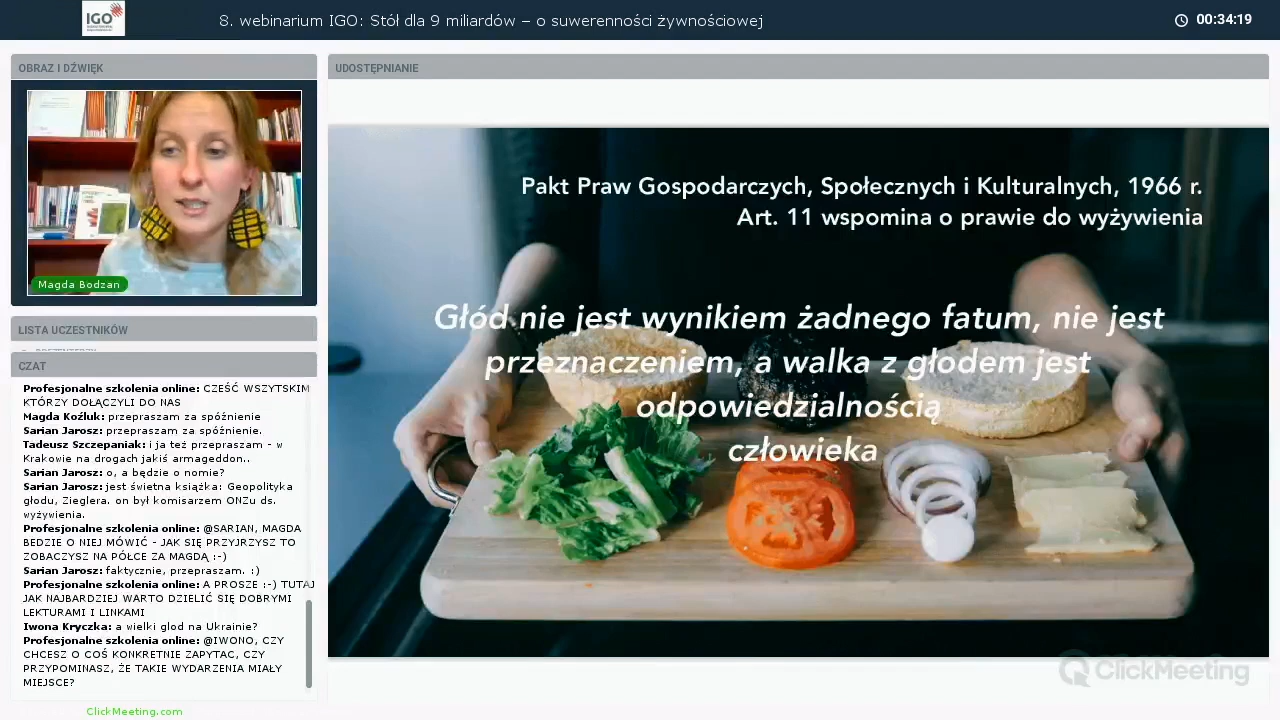 IGO
8. webinarium IGO: Stół dla 9 miliardów – o suwerenności żywnościowej
00:34:19
OBRAZ I DŹWIĘK
Magda Bodzan
LISTA UCZESTNIKÓW
CZAT
Profesjonalne szkolenia online: CZEŚĆ WSZYTSKIM
KTÓRZY DOŁĄCZYLI DO NAS
Magda Koźluk: przepraszam za spóźnienie
Sarian Jarosz: przepraszam za spóźnienie.
Tadeusz Szczepaniak: i ja też przepraszam - w
Krakowie na drogach jakiś armageddon..
Sarian Jarosz: o, a będzie o nomie?
Sarian Jarosz: jest świetna książka: Geopolityka
głodu, Zieglera. on był komisarzem ONZu ds.
wyżywienia.
Profesjonalne szkolenia online: @SARIAN, MAGDA
BEDZIE O NIEJ MÓWIĆ - JAK SIĘ PRZYJRZYSZ TO
ZOBACZYSZ NA PÓŁCE ZA MAGDĄ :-)
Sarian Jarosz: faktycznie, przepraszam. :)
Profesjonalne szkolenia online: A PROSZE :-) TUTAJ
JAK NAJBARDZIEJ WARTO DZIELIĆ SIĘ DOBRYMI
LEKTURAMI I LINKAMI
Iwona Kryczka: a wielki glod na Ukrainie?
Profesjonalne szkolenia online: @IWONO, CZY
CHCESZ O COŚ KONKRETNIE ZAPYTAC, CZY
PRZYPOMINASZ, ŻE TAKIE WYDARZENIA MIAŁY
MIEJSCE?
ClickMeeting.com
UDOSTĘPNIANIE
Pakt Praw Gospodarczych, Społecznych i Kulturalnych, 1966 r.
Art. 11 wspomina o prawie do wyżywienia
Głód nie jest wynikiem żadnego fatum, nie jest
przeznaczeniem, a walka z głodem jest
odpowiedzialnością
człowieka
ClickMeeting